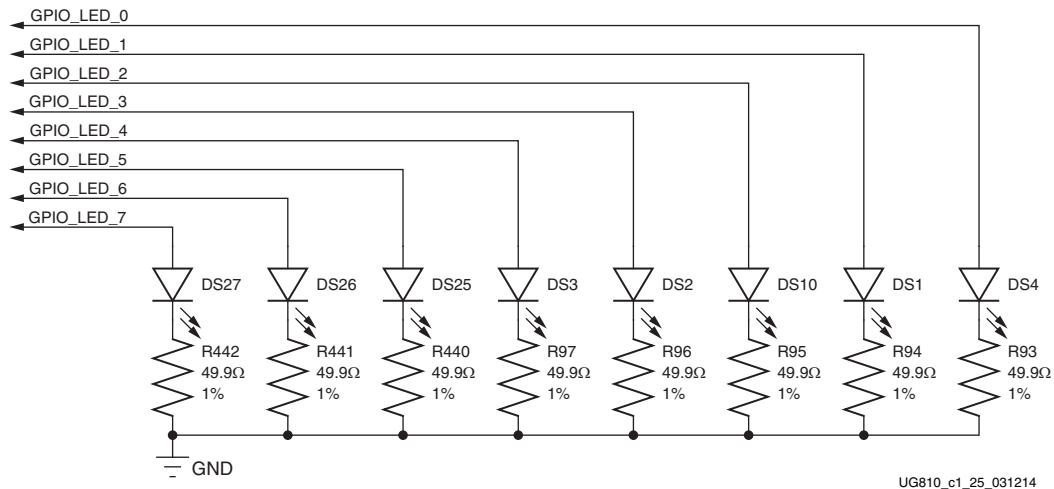 GPIO_LED_0
GPIO_LED_1
GPIO_LED_2
GPIO_LED_3
GPIO_LED_4
GPIO_LED_5
GPIO_LED_6
GPIO_LED_7
DS27 DS26 DS25 DS3 DS2 DS10 DS1 DS4
R442 R441 R440 R97 R96 R95 R94 R93
49.9Ω 49.9Ω 49.9Ω 49.9Ω 49.9Ω 49.9Ω 49.9Ω 49.9Ω
1% 1% 1% 1% 1% 1% 1% 1%
GND
UG810_c1_25_031214